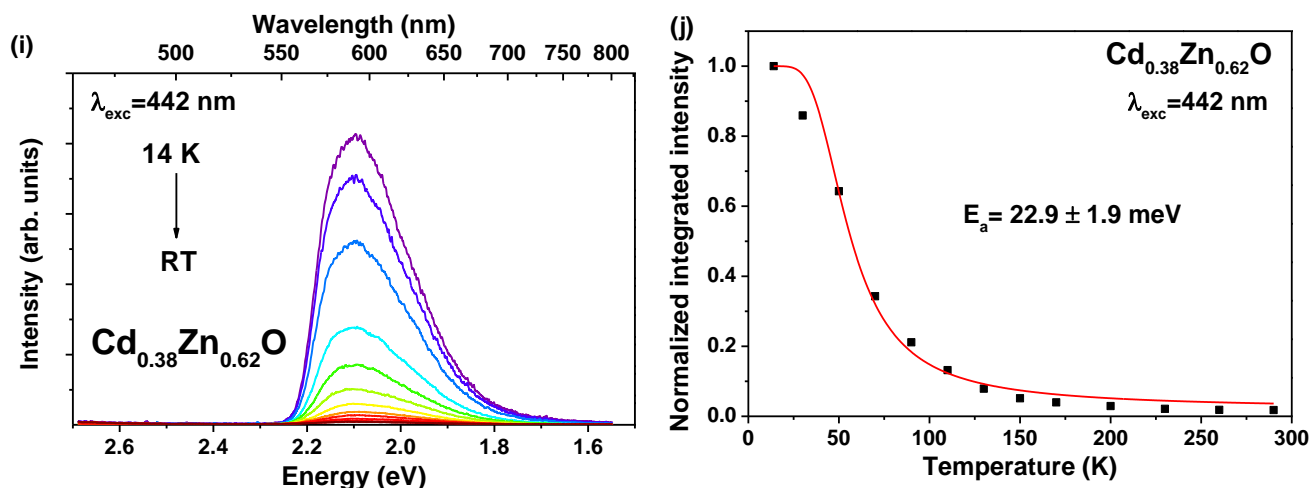 (i)
Wavelength (nm)
500 550 600 650 700 750 800
λexc=442 nm
14 K
RT
Cd0.38Zn0.62O
Intensity (arb. units)
2.6 2.4 2.2 2.0 1.8 1.6
Energy (eV)
(j)
Cd0.38Zn0.62O
λexc=442 nm
Ea= 22.9 ± 1.9 meV
Normalized integrated intensity
1.0
0.8
0.6
0.4
0.2
0.0
0 50 100 150 200 250 300
Temperature (K)